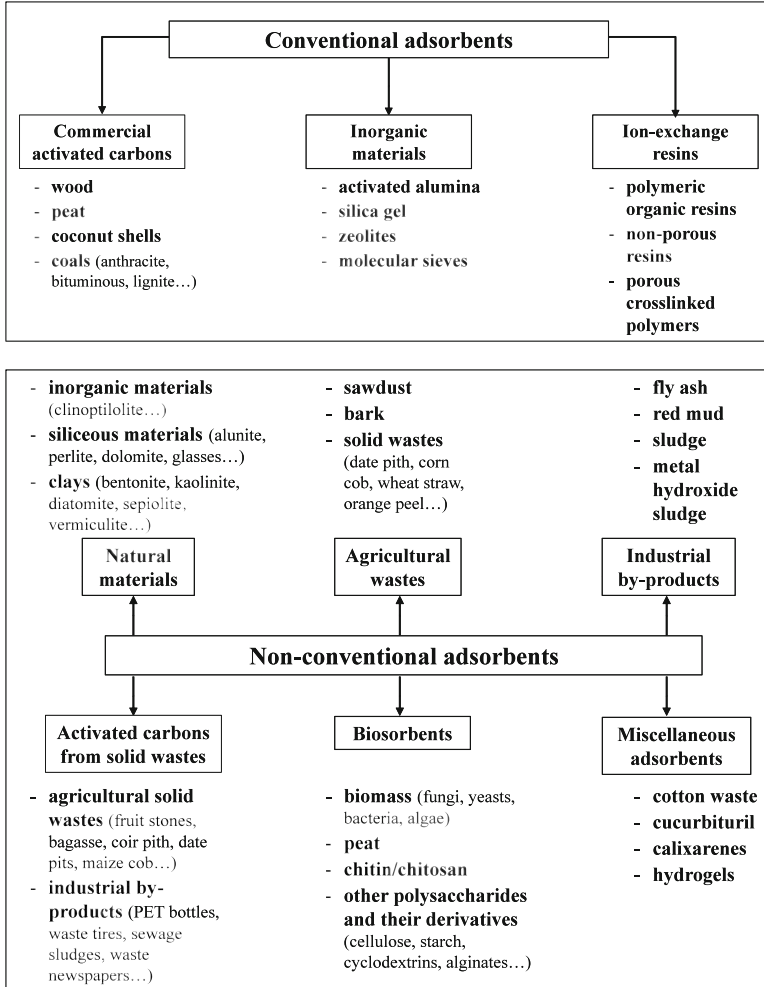 Conventional adsorbents
Commercial
activated carbons
- wood
- peat
- coconut shells
- coals (anthracite,
bituminous, lignite…)
Inorganic
materials
- activated alumina
- silica gel
- zeolites
- molecular sieves
Ion-exchange
resins
- polymeric
organic resins
- non-porous
resins
- porous
crosslinked
polymers
- inorganic materials
(clinoptilolite…)
- siliceous materials (alunite,
perlite, dolomite, glasses…)
- clays (bentonite, kaolinite,
diatomite, sepiolite,
vermiculite…)
Natural
materials
- sawdust
- bark
- solid wastes
(date pith, corn
cob, wheat straw,
orange peel…)
Agricultural
wastes
- fly ash
- red mud
- sludge
- metal
hydroxide
sludge
Industrial
by-products
Non-conventional adsorbents
Activated carbons
from solid wastes
- agricultural solid
wastes (fruit stones,
bagasse, coir pith, date
pits, maize cob…)
- industrial by-
products (PET bottles,
waste tires, sewage
sludges, waste
newspapers…)
Biosorbents
- biomass (fungi, yeasts,
bacteria, algae)
- peat
- chitin/chitosan
- other polysaccharides
and their derivatives
(cellulose, starch,
cyclodextrins, alginates…)
Miscellaneous
adsorbents
- cotton waste
- cucurbituril
- calixarenes
- hydrogels